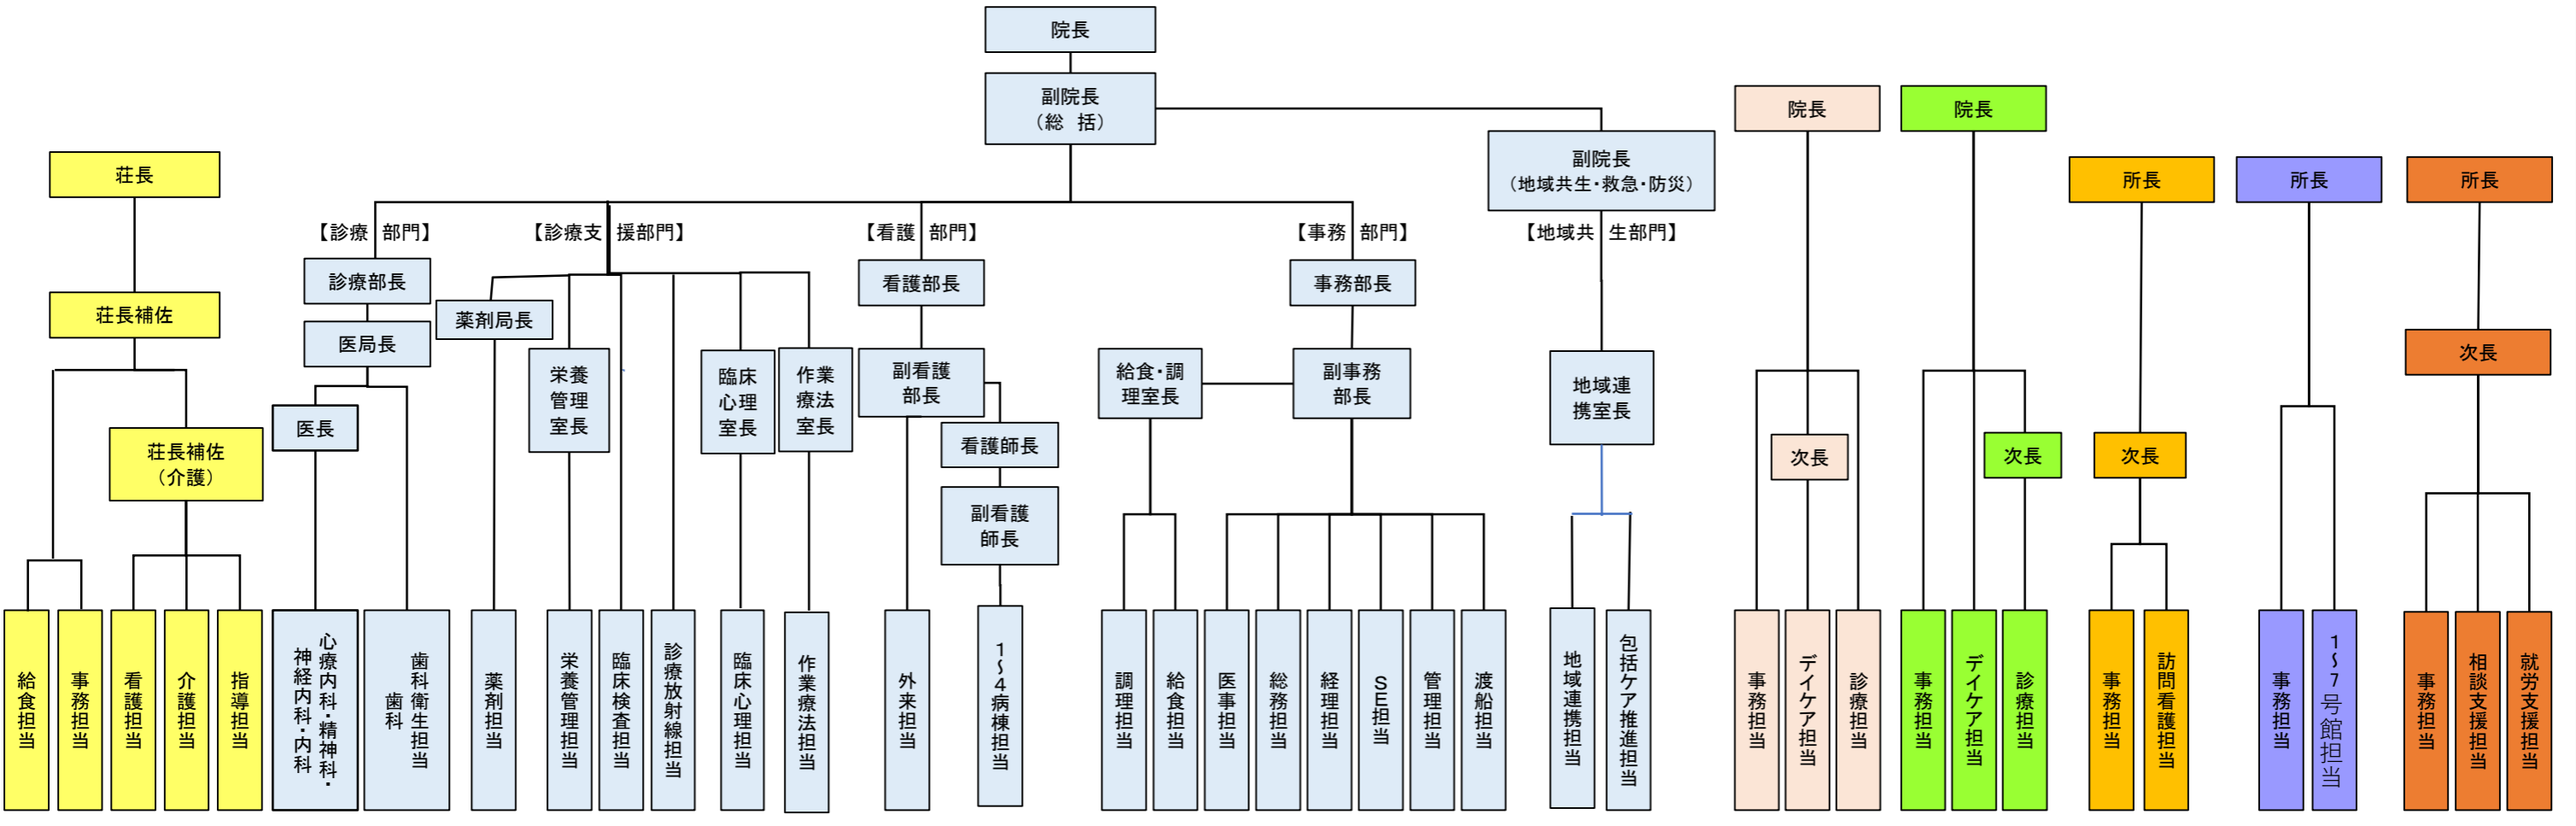 院長
副院長
（総　括）
院長
院長
副院長
（地域共生・救急・防災）
荘長
所長
所長
所長
【診療 部門】
【診療支 援部門】
【看護 部門】
【事務 部門】
【地域共 生部門】
診療部長
看護部長
事務部長
荘長補佐
薬剤局長
医局長
次長
栄養
管理
室長
臨床
心理
室長
作業
療法
室長
副看護
部長
給食・調
理室長
副事務
部長
地域連
携室長
医長
看護師長
荘長補佐
（介護）
次長
次長
次長
副看護
師長
給食担当
事務担当
看護担当
介護担当
指導担当
心療内科・精神科・
神経内科・内科
歯科衛生担当
歯科
薬剤担当
栄養管理担当
臨床検査担当
診療放射線担当
臨床心理担当
作業療法担当
外来担当
1～4病棟担当
調理担当
給食担当
医事担当
総務担当
経理担当
SE担当
管理担当
渡船担当
地域連携担当
包括ケア推進担当
事務担当
デイケア担当
診療担当
事務担当
デイケア担当
診療担当
事務担当
訪問看護担当
事務担当
1～7号館担当
事務担当
相談支援担当
就労支援担当